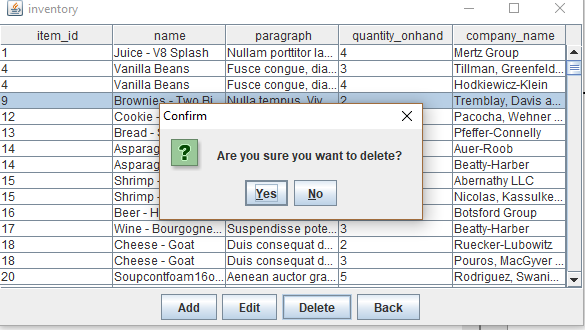 inventory
item_id name paragraph quantity_onhand company_name
1 Juice - V8 Splash Nullam porttitor la... 4 Mertz Group
4 Vanilla Beans Fusce congue, dia... 3 Tillman, Greenfeld...
4 Vanilla Beans Fusce congue, dia... 4 Hodkiewicz-Klein
9 Brownies - Two Bi... Nulla tempus. Viv... 2 Tremblay, Davis a...
12 Cookie - Pacocha, Wehner ...
13 Bread - S Pfeffer-Connelly
14 Asparag Auer-Roob
14 Asparag Beatty-Harber
15 Shrimp - Abernathy LLC
15 Shrimp - Nicolas, Kassulke...
16 Beer - H Botsford Group
17 Wine - Bourgogne... Suspendisse pote... 3 Beatty-Harber
18 Cheese - Goat Duis consequat d... 2 Ruecker-Lubowitz
18 Cheese - Goat Duis consequat d... 3 Pouros, MacGyver ...
20 Soupcontfoam16o... Aenean auctor gra... 5 Rodriguez, Swani...
Confirm
Are you sure you want to delete?
Yes No
Add Edit Delete Back